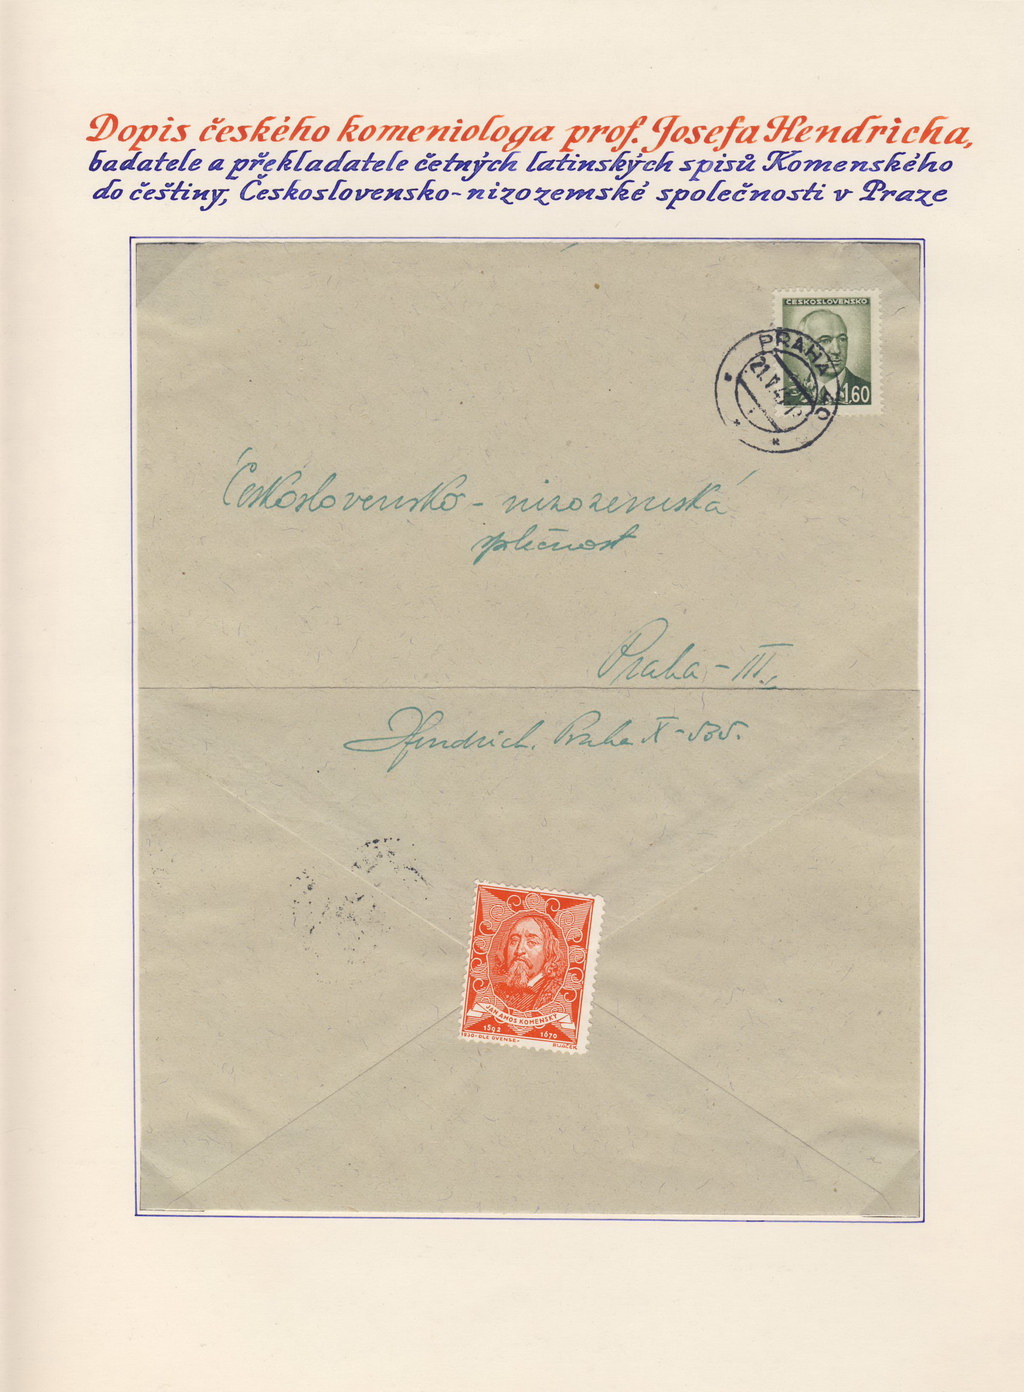 Dopis českého komeniologa prof. Josefa Hendricha,
badatele a překladatele četných latinských spisů Komenského
do češtiny, Československo-nizozemské společnosti v Praze
ČESKOSLOVENSKO
1.60
PRAHA
Československo - nizozemská
společnost
Praha - III.,
Hendrich, Praha X - 535.
JAN AMOS KOMENSKÝ
1592
1670